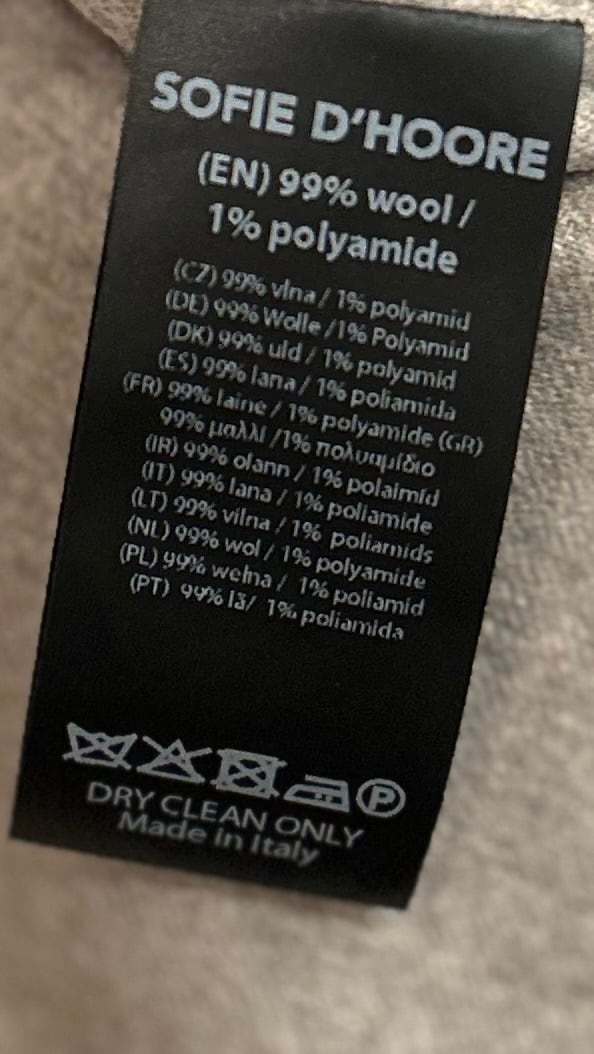 SOFIE D'HOORE
(EN) 99% wool /
1% polyamide
(CZ) 99% vlna / 1% polyamid
(DE) 99% Wolle /1% Polyamid
(DK) 99% uld / 1% polyamid
(ES) 99% lana / 1% poliamida
(FR) 99% laine / 1% polyamide (GR)
99% μαλλί /1% πολυαμίδιο
(IR) 99% olann / 1% polaimíd
(IT) 99% lana / 1% poliamide
(LT) 99% vilna / 1% poliamids
(NL) 99% wol / 1% polyamide
(PL) 99% wełna / 1% poliamid
(PT) 99% lã/ 1% poliamida
P
DRY CLEAN ONLY
Made in Italy